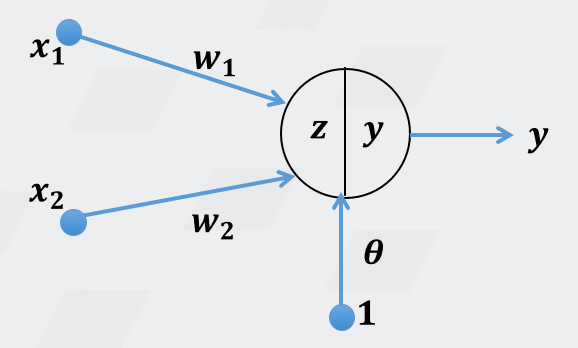 x₁
w₁
z y
y
x₂
w₂
θ
1